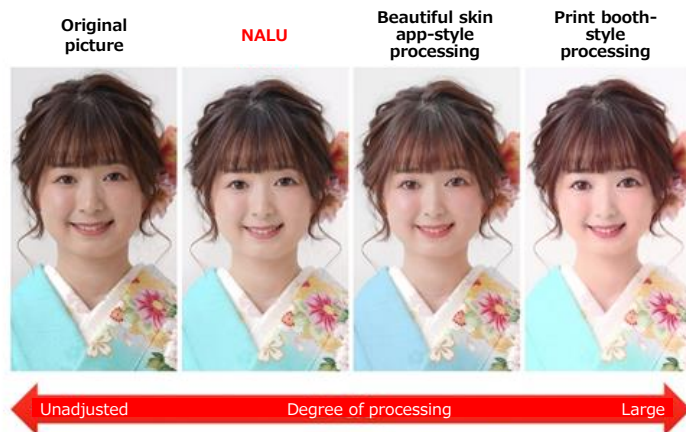 Original
picture
NALU
Beautiful skin
app-style
processing
Print booth-
style
processing
Unadjusted
Degree of processing
Large